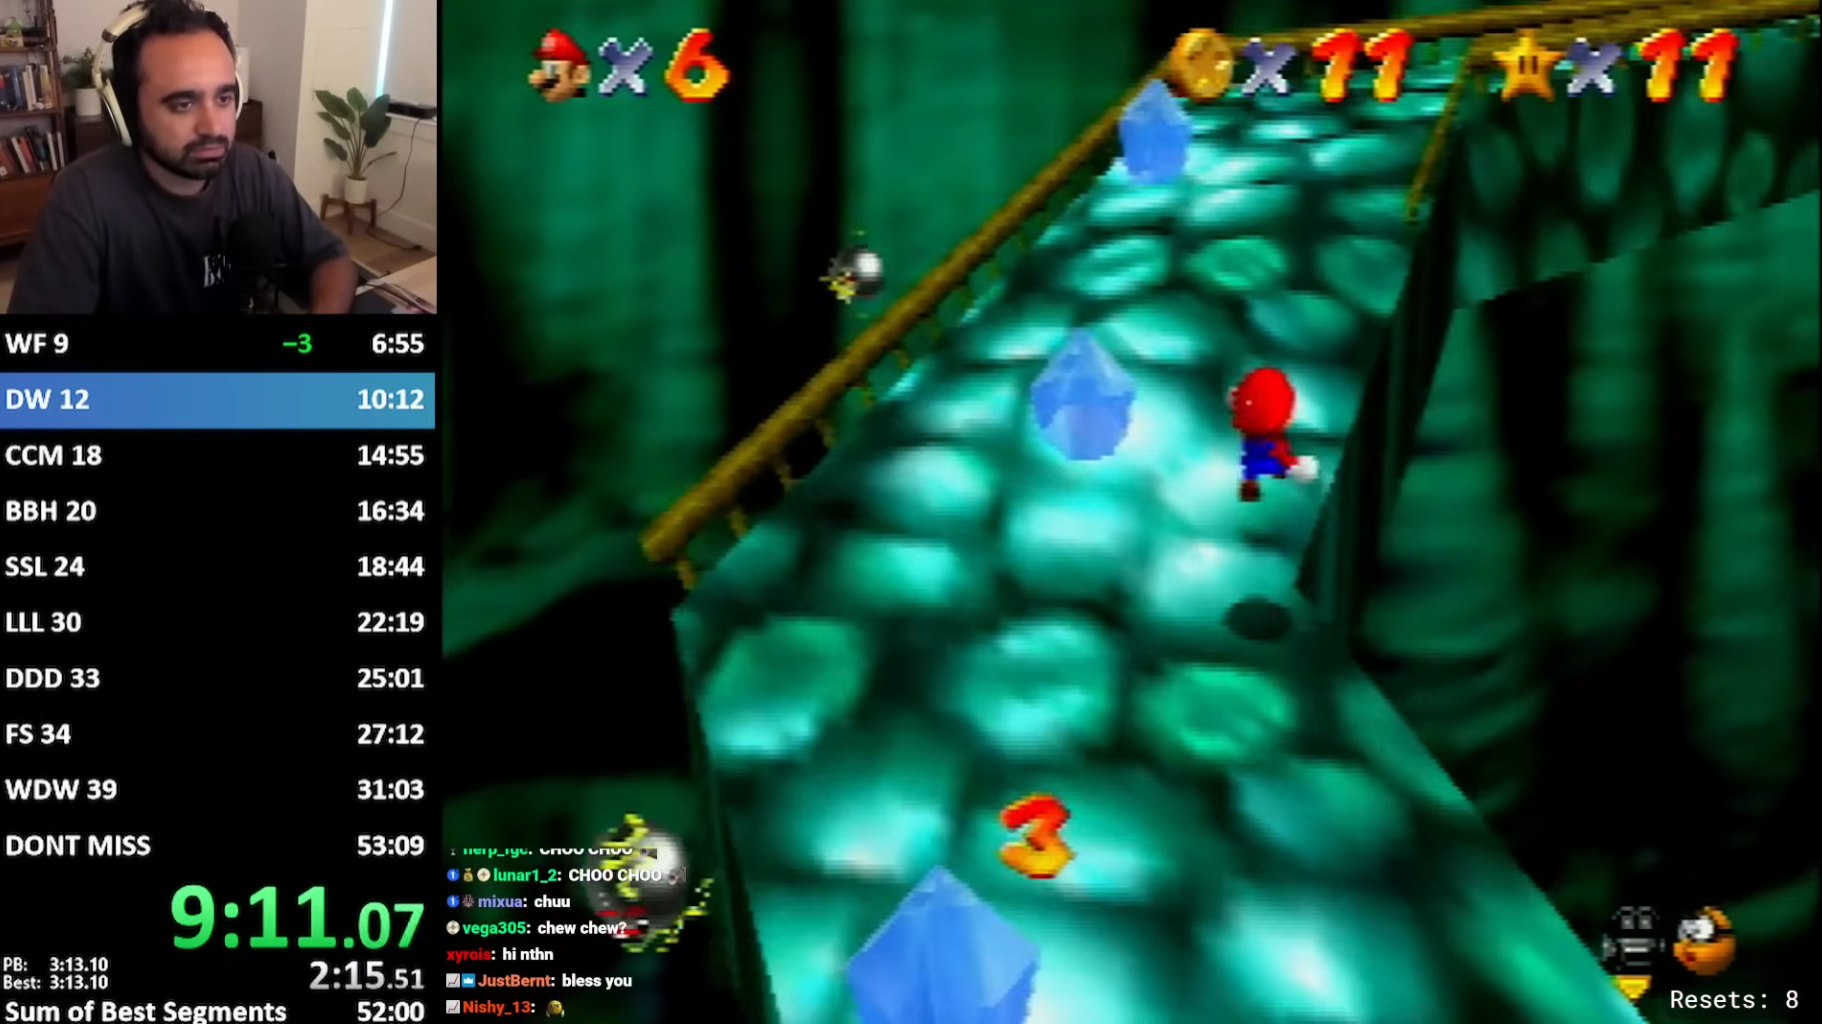 x 6
x 11
x 11
WF 9 −3 6:55
DW 12 10:12
CCM 18 14:55
BBH 20 16:34
SSL 24 18:44
LLL 30 22:19
DDD 33 25:01
FS 34 27:12
WDW 39 31:03
DONT MISS 53:09
9:11.07
PB: 3:13.10
Best: 3:13.10
2:15.51
Sum of Best Segments 52:00
3
CHOO CHOO
lunar1_2: CHOO CHOO
mixua: chuu
vega305: chew chew?
xyrois: hi nthn
JustBernt: bless you
Nishy_13:
Resets: 8